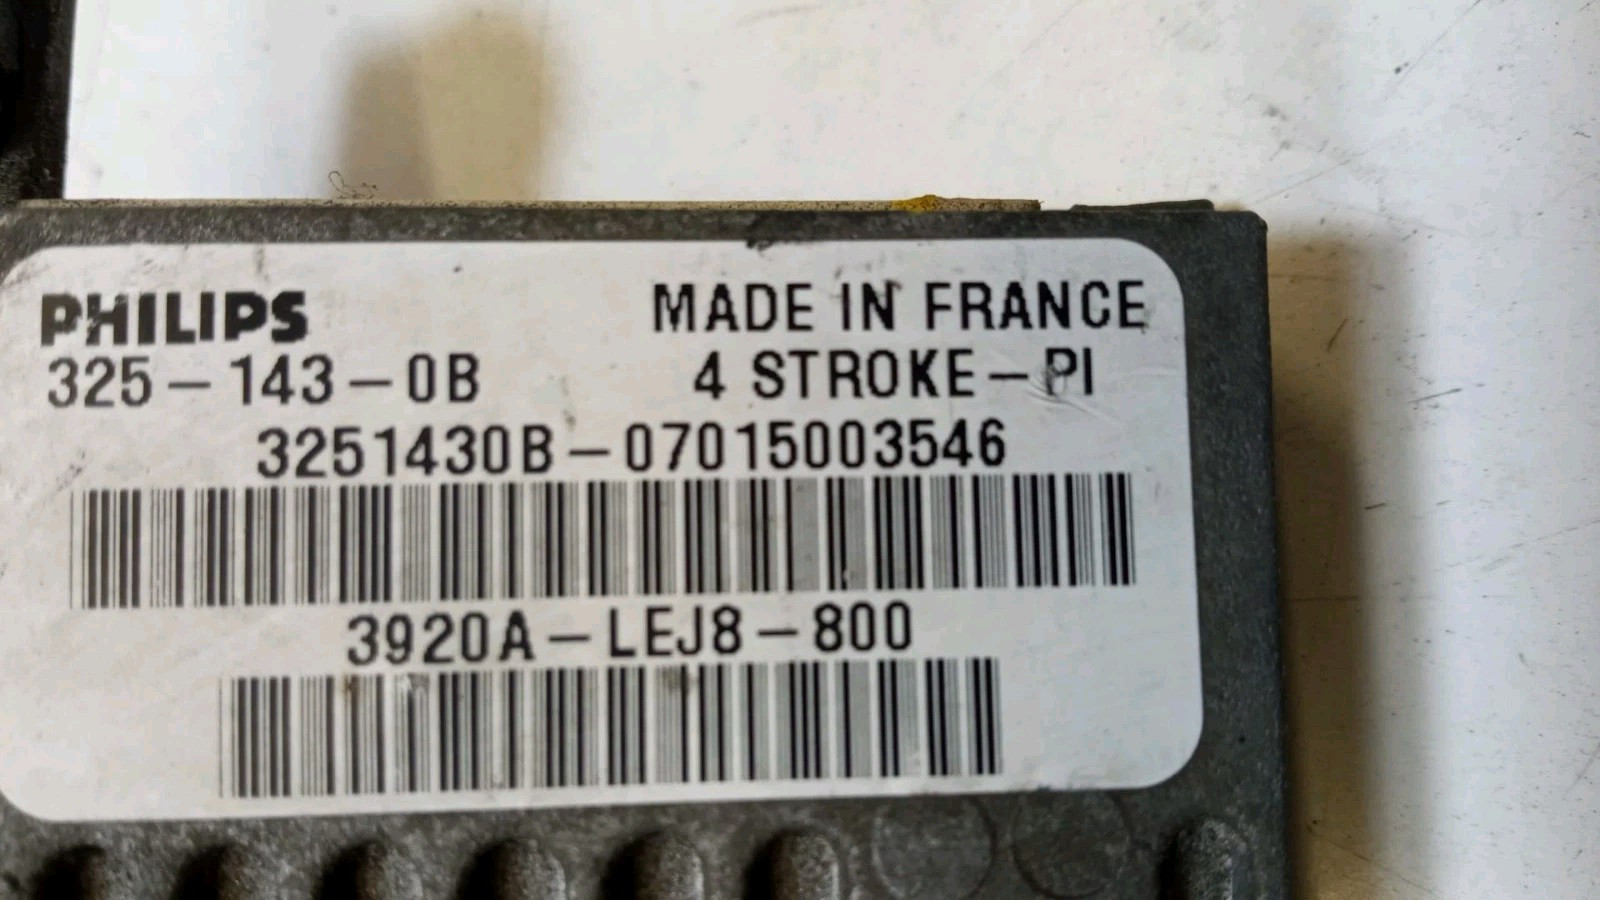 PHILIPS MADE IN FRANCE
325-143-0B 4 STROKE-PI
3251430B-07015003546
3920A-LEJ8-800